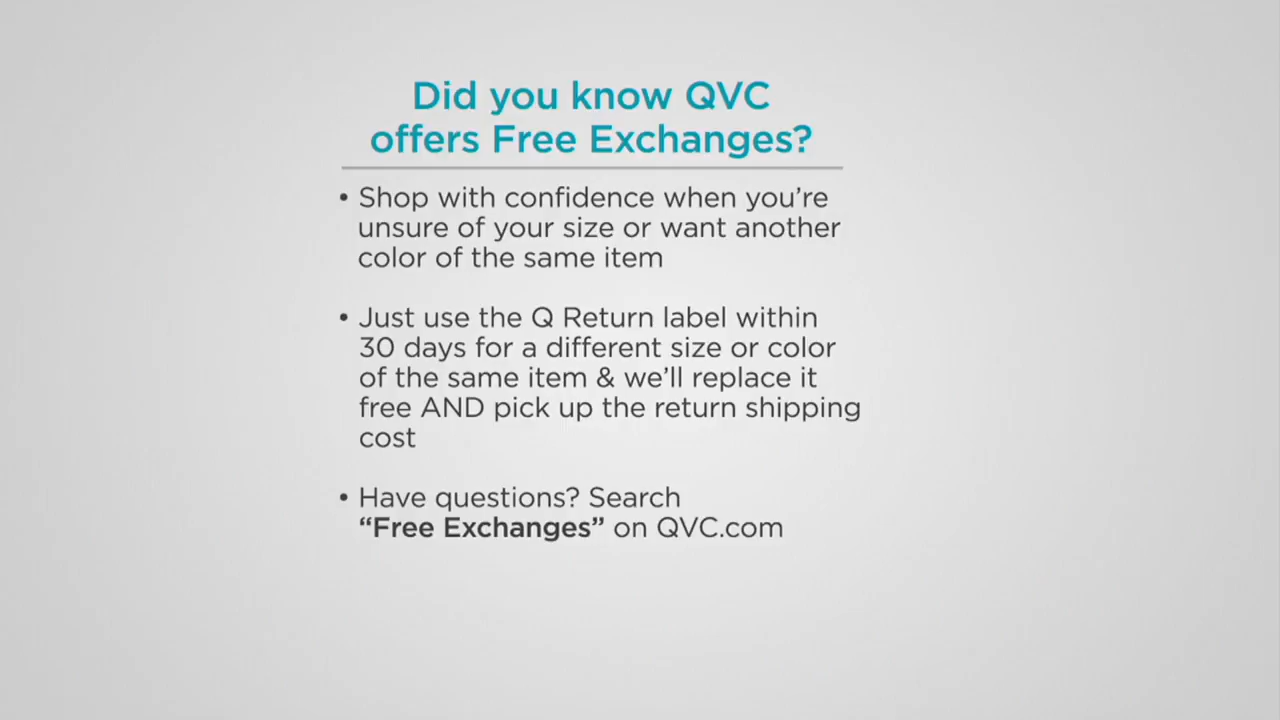 Did you know QVC
offers Free Exchanges?
• Shop with confidence when you’re
unsure of your size or want another
color of the same item
• Just use the Q Return label within
30 days for a different size or color
of the same item & we’ll replace it
free AND pick up the return shipping
cost
• Have questions? Search
“Free Exchanges” on QVC.com